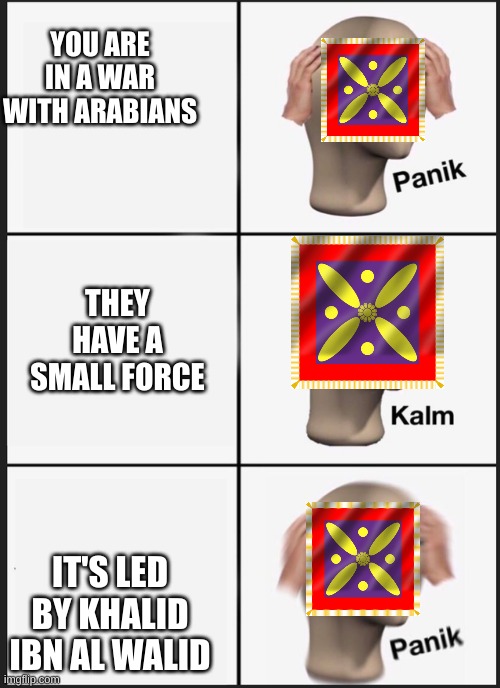 YOU ARE
IN A WAR
WITH ARABIANS
Panik
THEY
HAVE A
SMALL FORCE
Kalm
IT'S LED
BY KHALID
IBN AL WALID
Panik
imgflip.com